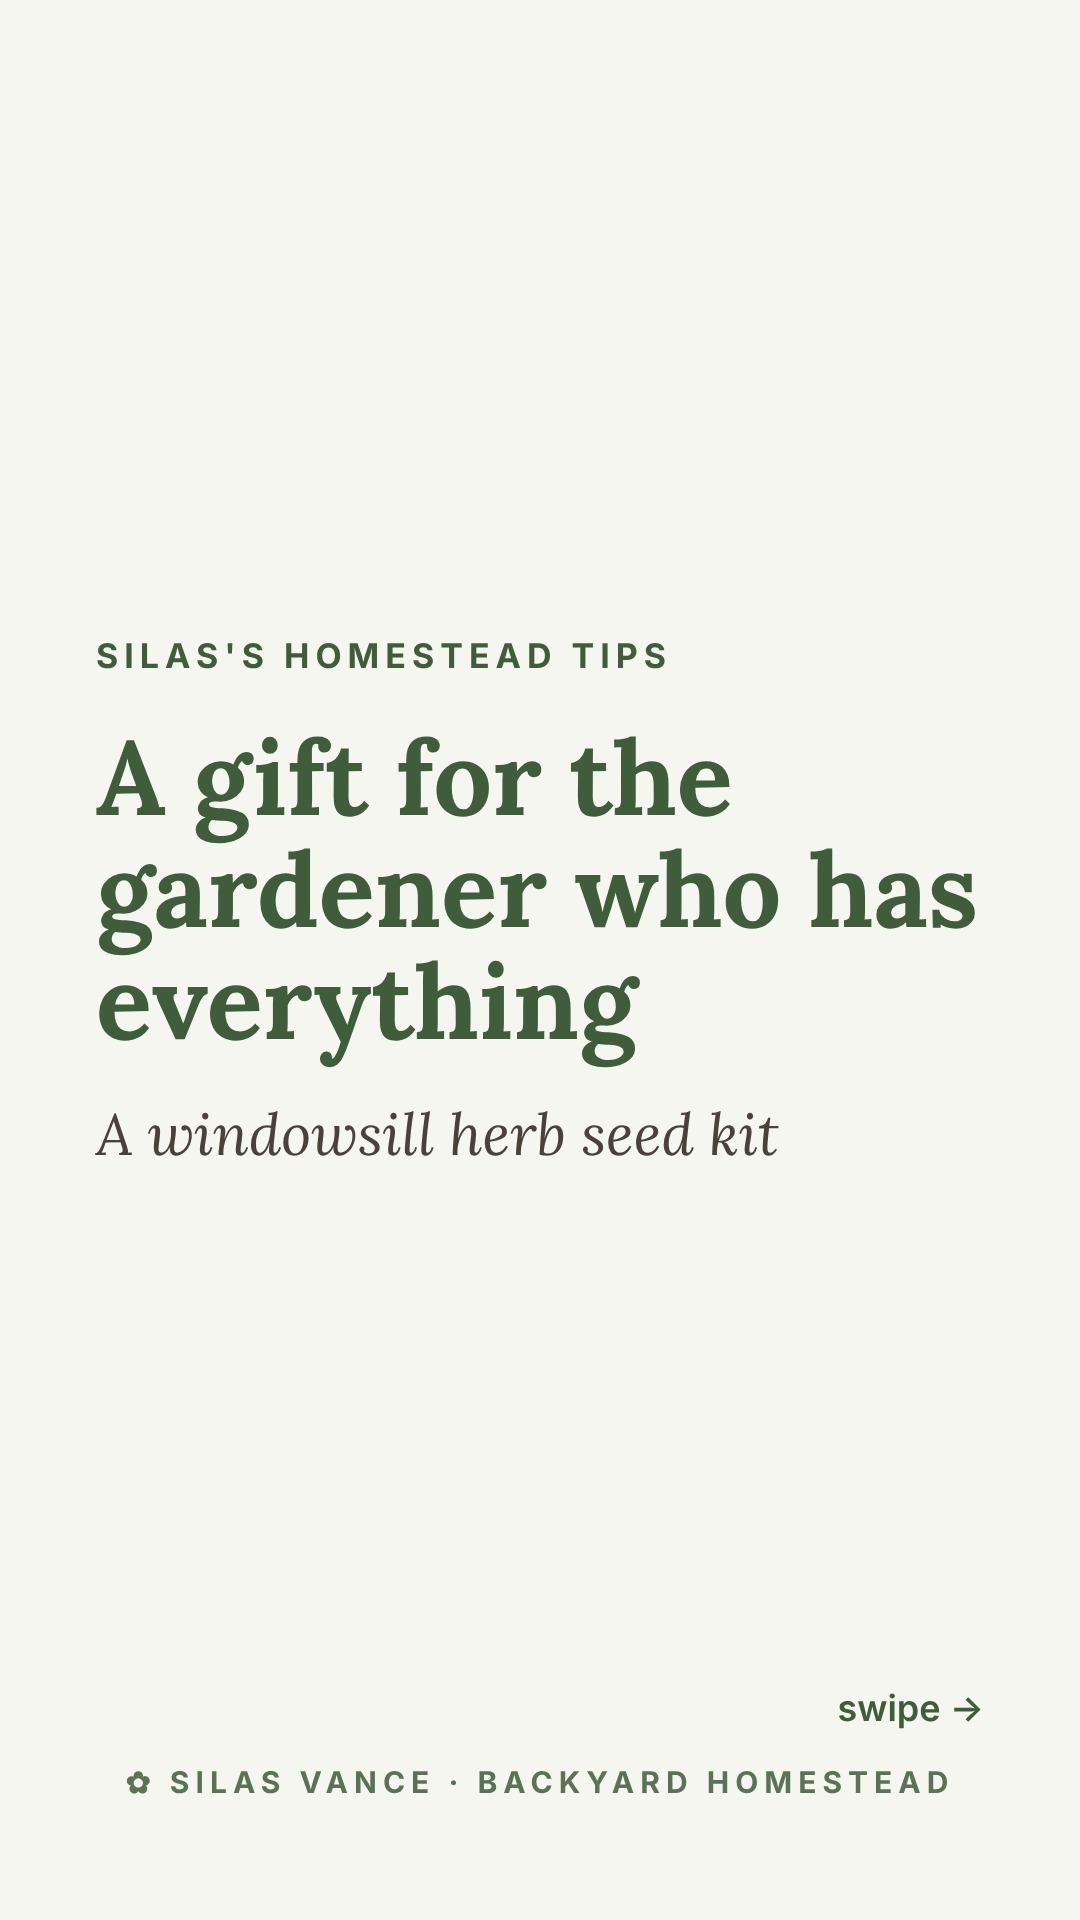 SILAS'S HOMESTEAD TIPS
A gift for the
gardener who has
everything
A windowsill herb seed kit
swipe →
✿ SILAS VANCE · BACKYARD HOMESTEAD